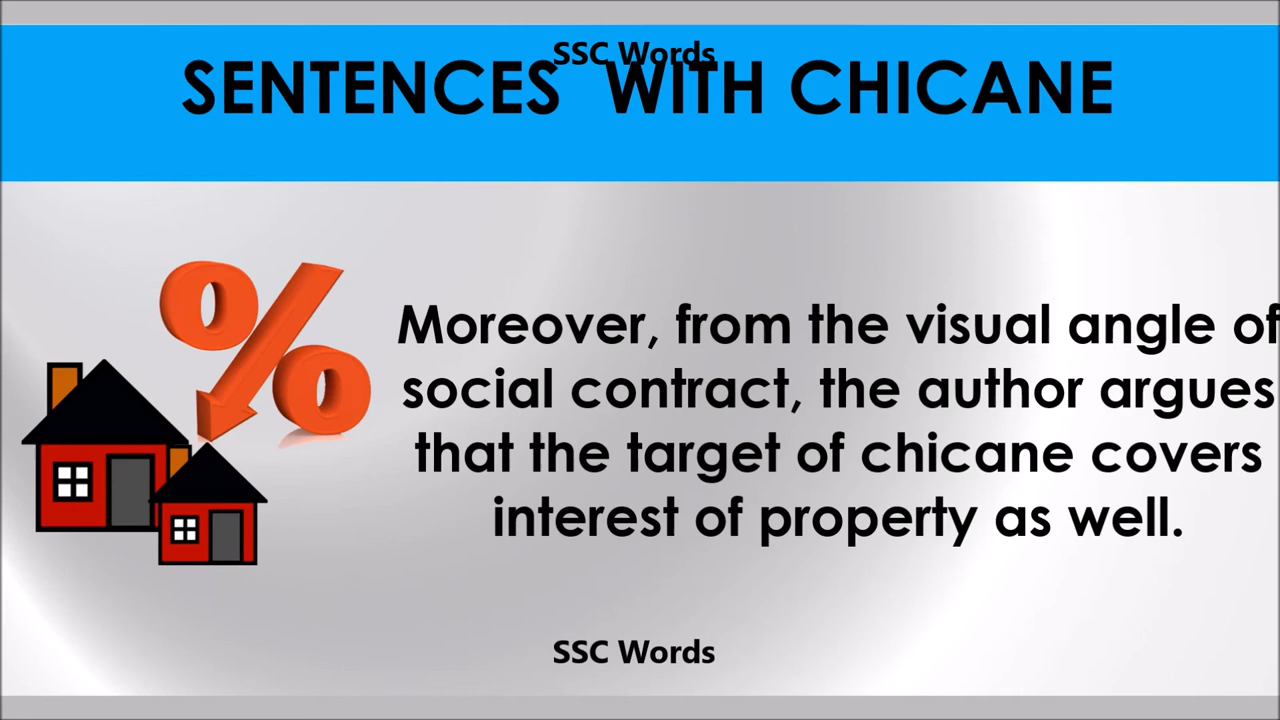 SSC Words
SENTENCES WITH CHICANE
Moreover, from the visual angle of
social contract, the author argues
that the target of chicane covers
interest of property as well.
SSC Words